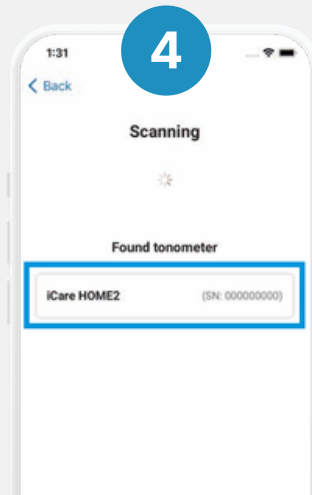 4
1:31
Back
Scanning
Found tonometer
iCare HOME2 (SN: 000000000)